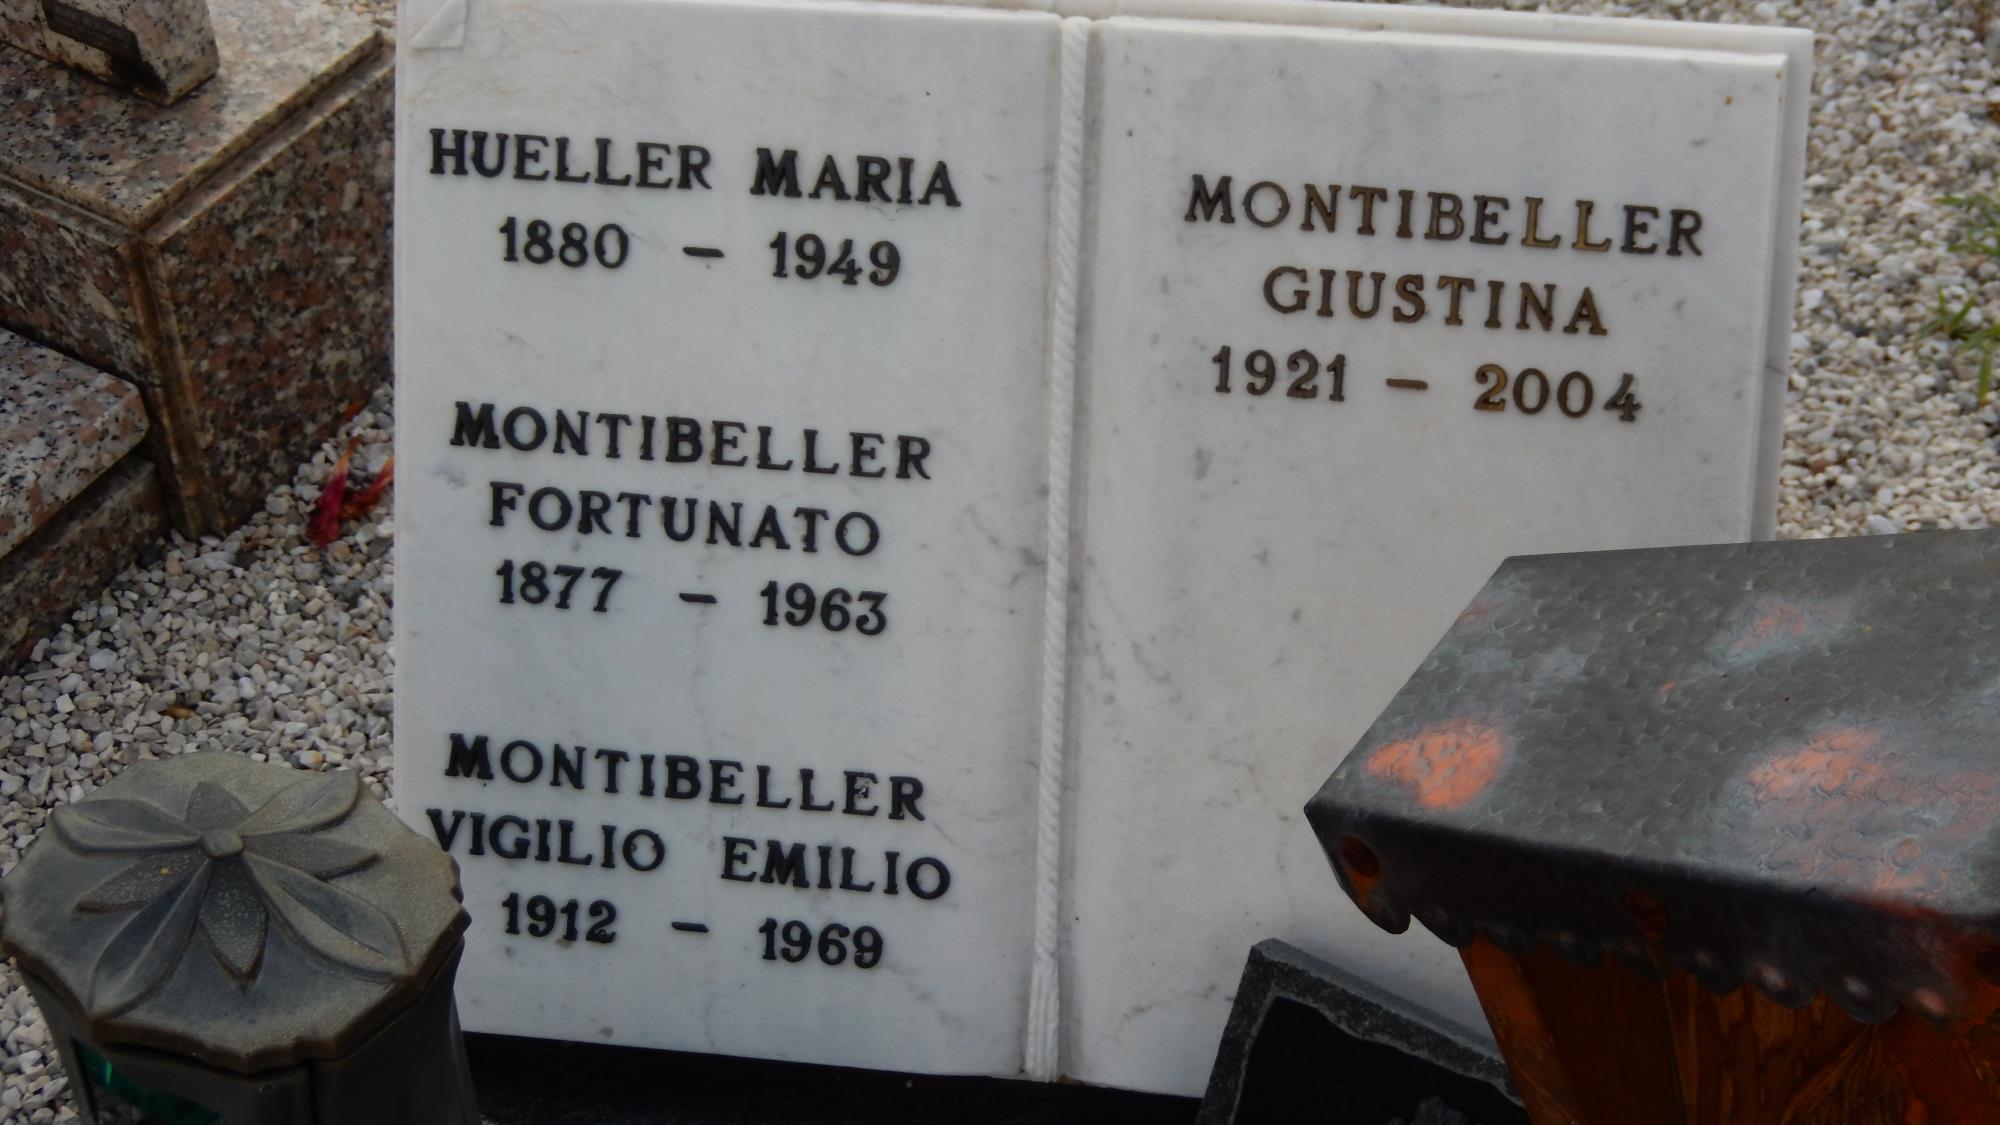 HUELLER MARIA
1880 – 1949
MONTIBELLER
FORTUNATO
1877 – 1963
MONTIBELLER
VIGILIO EMILIO
1912 – 1969
MONTIBELLER
GIUSTINA
1921 – 2004